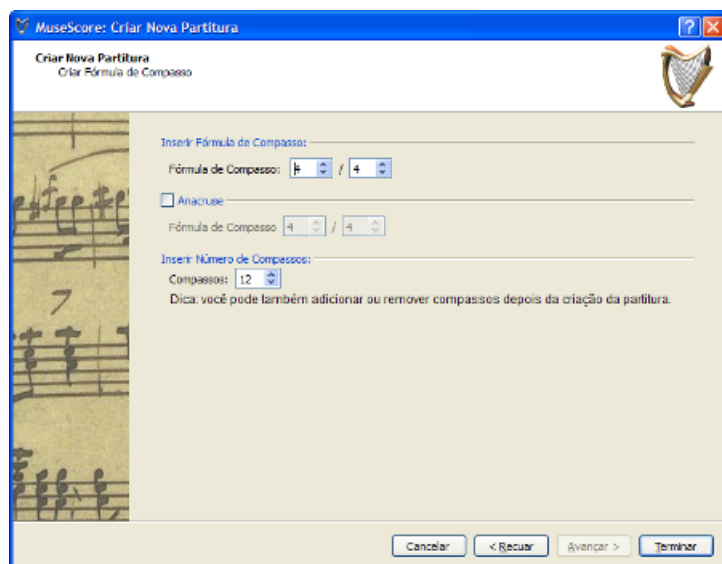 MuseScore: Criar Nova Partitura
Criar Nova Partitura
Criar Fórmula de Compasso
Inserir Fórmula de Compasso:
Fórmula de Compasso: 4 / 4
Anacruse
Fórmula de Compasso 4 / 4
Inserir Número de Compassos:
Compassos: 12
Dica: você pode também adicionar ou remover compassos depois da criação da partitura.
Cancelar < Recuar Avançar > Terminar